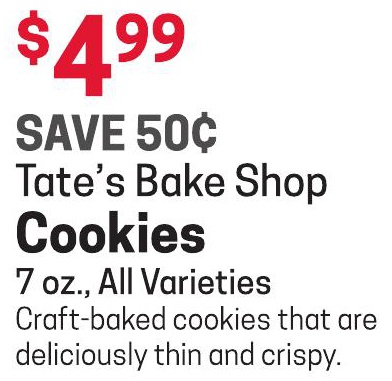 $4.99
SAVE 50¢
Tate's Bake Shop
Cookies
7 oz., All Varieties
Craft-baked cookies that are
deliciously thin and crispy.